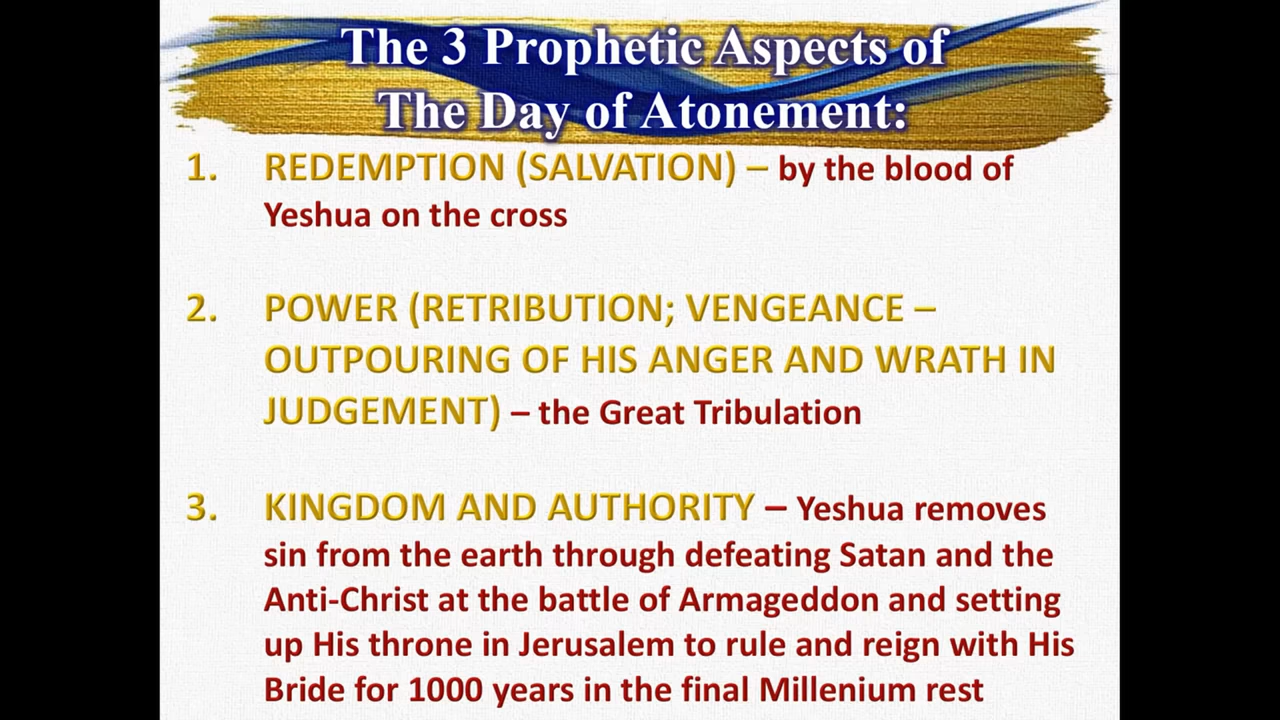 The 3 Prophetic Aspects of
The Day of Atonement:
1. REDEMPTION (SALVATION) – by the blood of
Yeshua on the cross
2. POWER (RETRIBUTION; VENGEANCE –
OUTPOURING OF HIS ANGER AND WRATH IN
JUDGEMENT) – the Great Tribulation
3. KINGDOM AND AUTHORITY – Yeshua removes
sin from the earth through defeating Satan and the
Anti-Christ at the battle of Armageddon and setting
up His throne in Jerusalem to rule and reign with His
Bride for 1000 years in the final Millenium rest